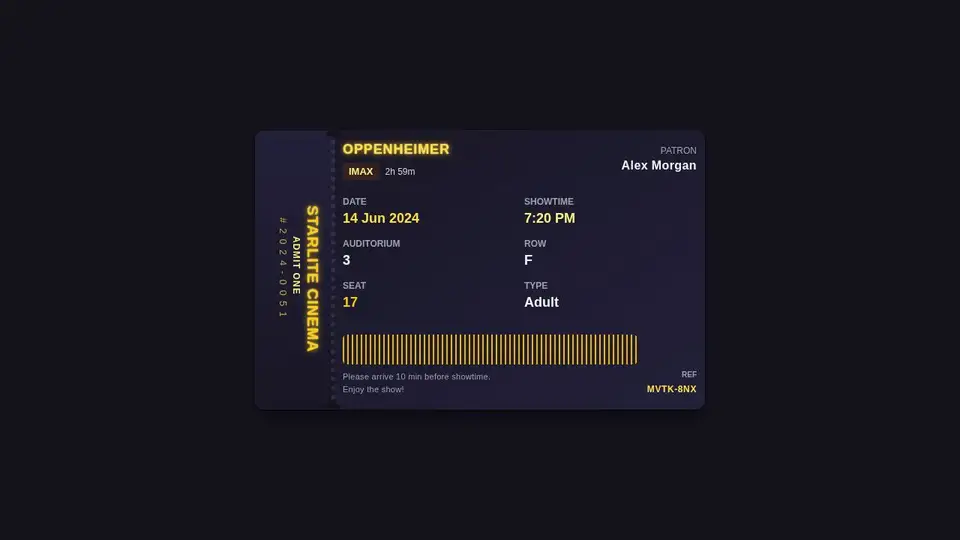 STARLITE CINEMA
ADMIT ONE
#2024-0051
OPPENHEIMER
IMAX 2h 59m
PATRON
Alex Morgan
DATE
14 Jun 2024
SHOWTIME
7:20 PM
AUDITORIUM
3
ROW
F
SEAT
17
TYPE
Adult
Please arrive 10 min before showtime.
Enjoy the show!
REF
MVTK-8NX